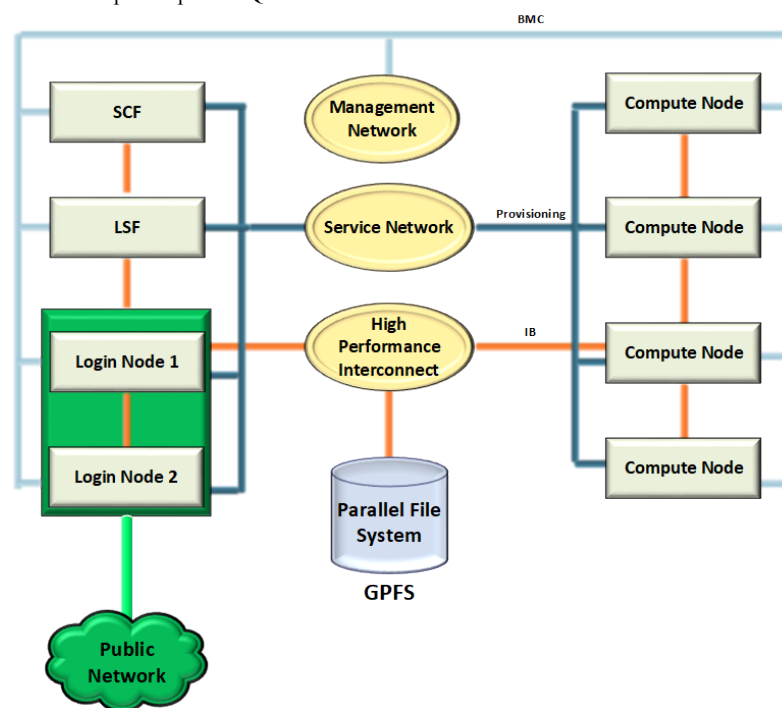 BMC
SCF
Management
Network
Compute Node
LSF
Service Network
Provisioning
Compute Node
Login Node 1
High
Performance
Interconnect
IB
Compute Node
Login Node 2
Parallel File
System
Compute Node
GPFS
Public
Network